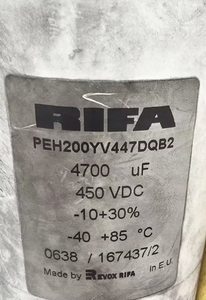 RIFA
PEH200YV447DQB2
4700 uF
450 VDC
-10+30%
-40 +85 °C
0638 / 167437/2
Made by EVOX RIFA in E.U.